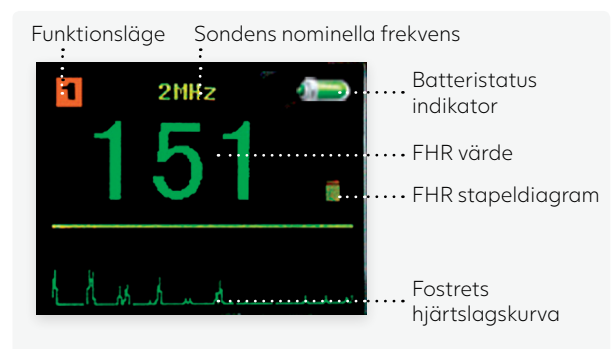 Funktionsläge Sondens nominella frekvens
1 2MHz
Batteristatus
indikator
151
FHR värde
FHR stapeldiagram
Fostrets
hjärtslagskurva